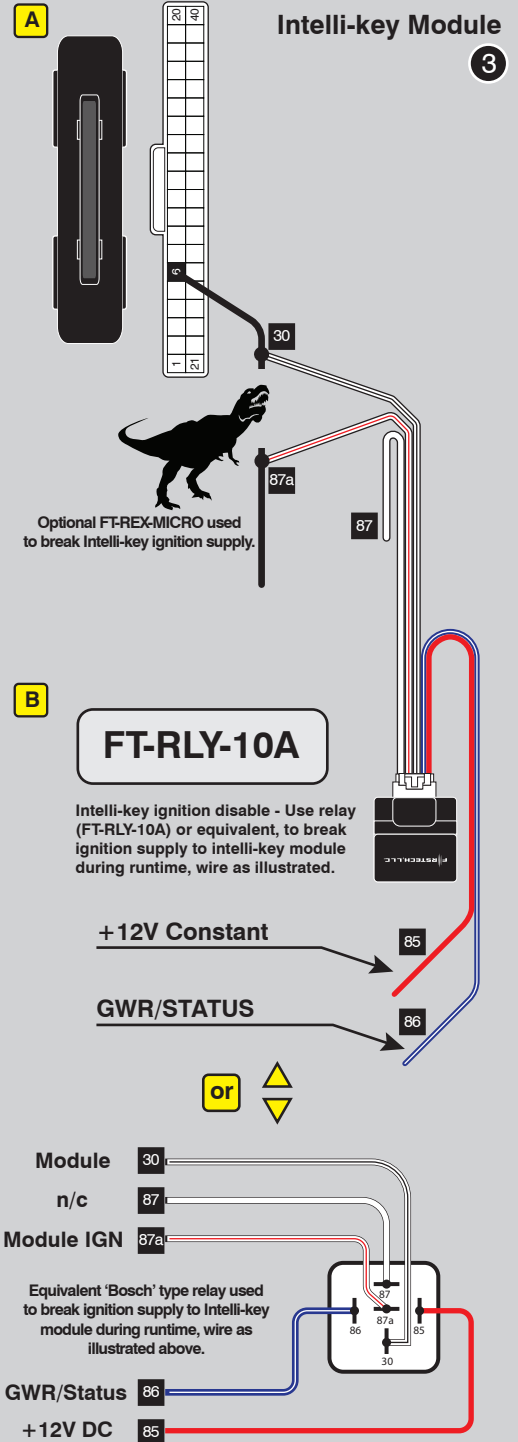 A
Intelli-key Module
3
20
40
6
1
21
30
87a
87
Optional FT-REX-MICRO used
to break Intelli-key ignition supply.
B
FT-RLY-10A
Intelli-key ignition disable - Use relay
(FT-RLY-10A) or equivalent, to break
ignition supply to intelli-key module
during runtime, wire as illustrated.
FIRSTECH,LLC
+12V Constant
85
GWR/STATUS
86
or
Module
30
n/c
87
Module IGN
87a
Equivalent ‘Bosch’ type relay used
to break ignition supply to Intelli-key
module during runtime, wire as
illustrated above.
87
87a
86
85
30
GWR/Status
86
+12V DC
85